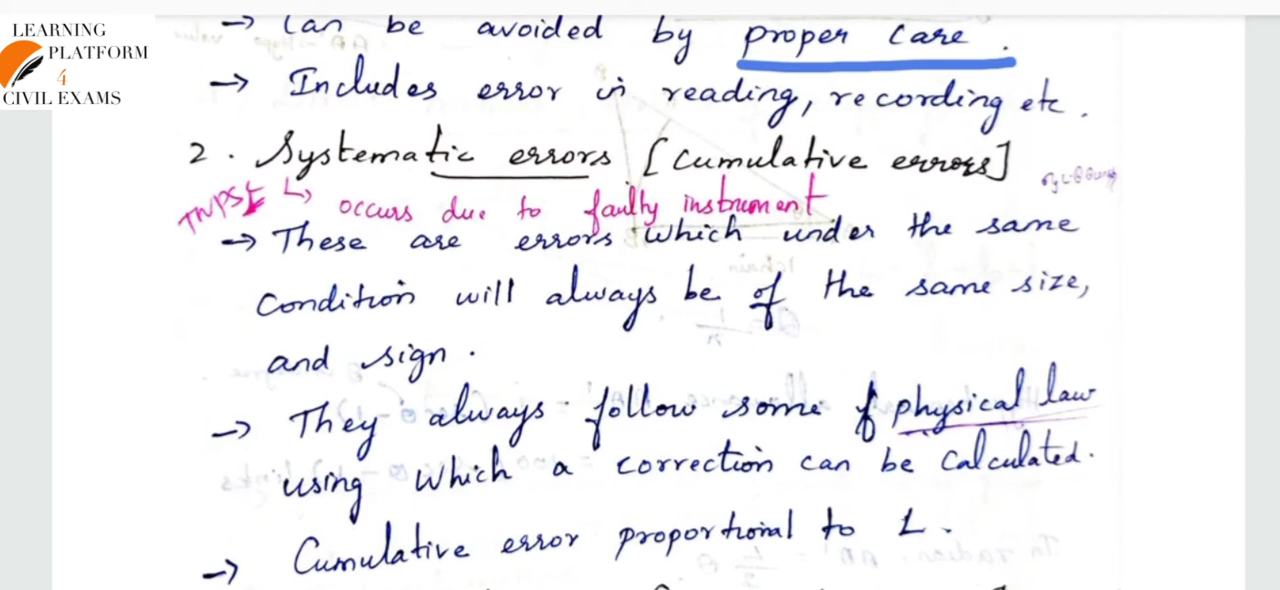 LEARNING
PLATFORM
4
CIVIL EXAMS
→ Can be avoided by proper care.
→ Includes error in reading, recording etc.
2. Systematic errors [Cumulative errors]
TNPSC ↳ occurs due to faulty instrument
→ These are errors which under the same
condition will always be of the same size,
and sign.
→ They always follow some physical law
using which a correction can be calculated.
→ Cumulative error proportional to L.